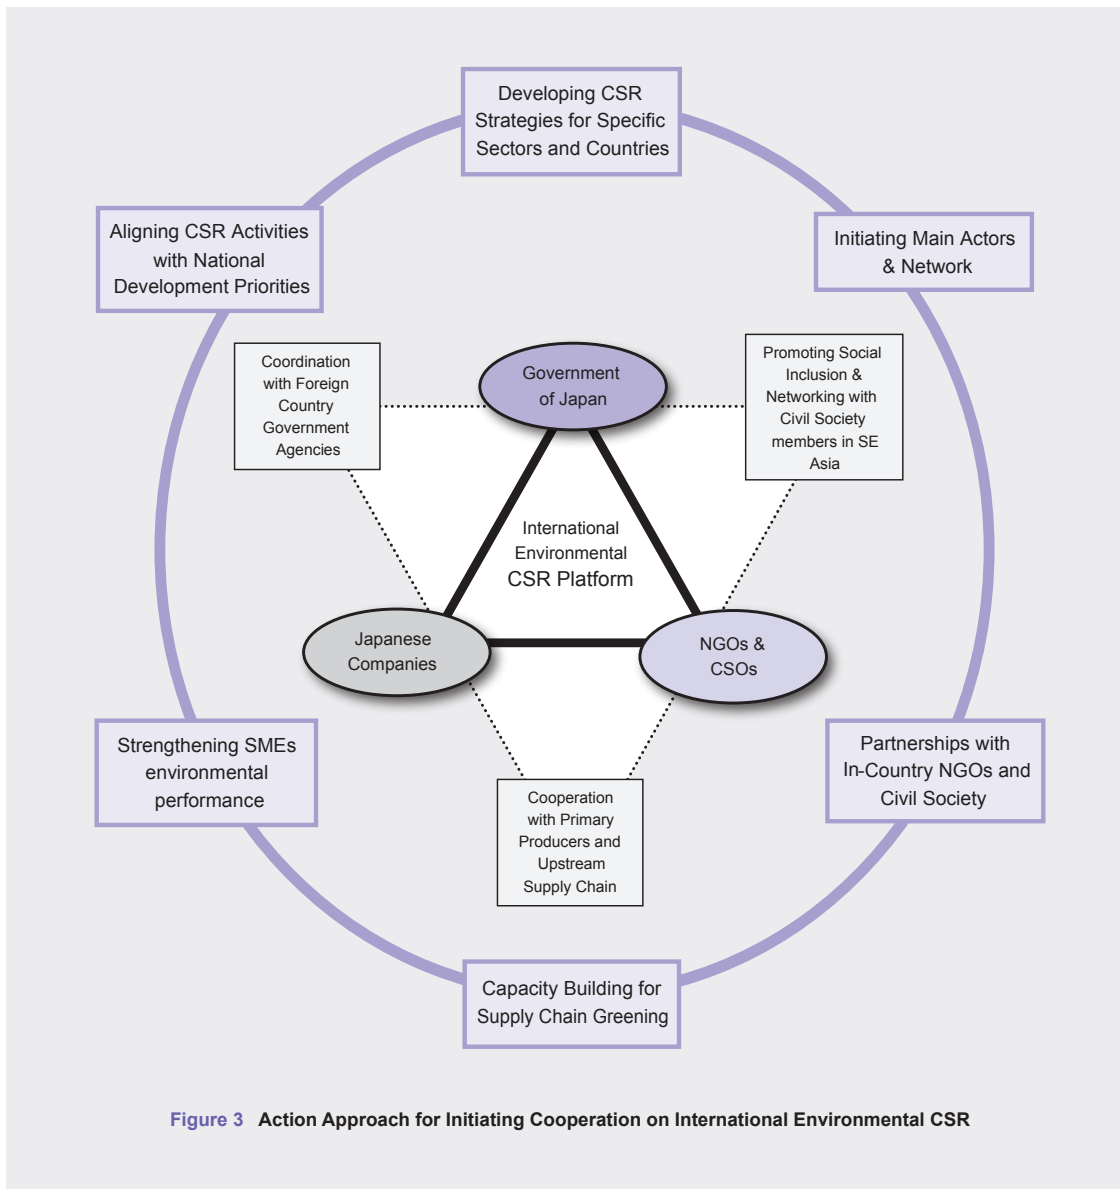 Developing CSR
Strategies for Specific
Sectors and Countries
Aligning CSR Activities
with National
Development Priorities
Initiating Main Actors
& Network
Coordination
with Foreign
Country
Government
Agencies
Government
of Japan
Promoting Social
Inclusion &
Networking with
Civil Society
members in SE
Asia
International
Environmental
CSR Platform
Japanese
Companies
NGOs &
CSOs
Strengthening SMEs
environmental
performance
Partnerships with
In-Country NGOs and
Civil Society
Cooperation
with Primary
Producers and
Upstream
Supply Chain
Capacity Building for
Supply Chain Greening
Figure 3 Action Approach for Initiating Cooperation on International Environmental CSR